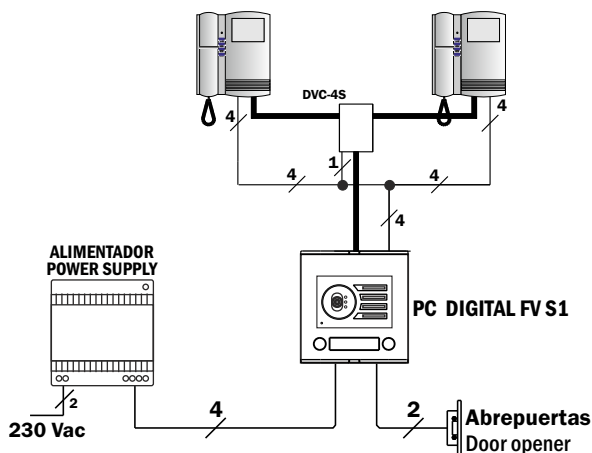 DVC-4S
4
4
1
4
4
4
ALIMENTADOR
POWER SUPPLY
PC DIGITAL FV S1
2
4
2
230 Vac
Abrepuertas
Door opener